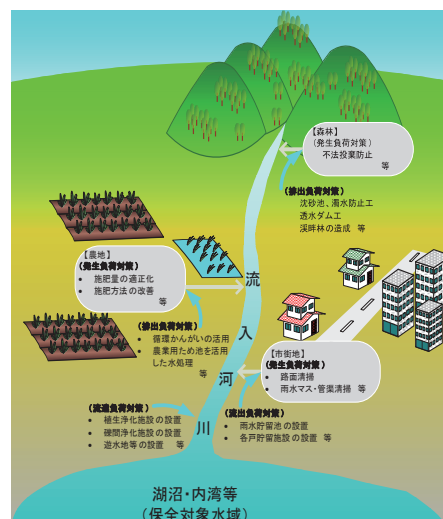 【森林】
(発生負荷対策)
不法投棄防止
等
(排出負荷対策)
沈砂池、濁水防止工
透水ダム工
渓畔林の造成 等
【農地】
(発生負荷対策)
• 施肥量の適正化
• 施肥方法の改善
等
(排出負荷対策)
• 循環かんがいの活用
• 農業用ため池を活用
した水処理
等
流
入
河
川
【市街地】
(発生負荷対策)
• 路面清掃
• 雨水マス・管渠清掃 等
(流達負荷対策)
• 植生浄化施設の設置
• 礫間浄化施設の設置
• 遊水地等の設置 等
(流出負荷対策)
• 雨水貯留池の設置
• 各戸貯留施設の設置 等
湖沼・内湾等
(保全対象水域)